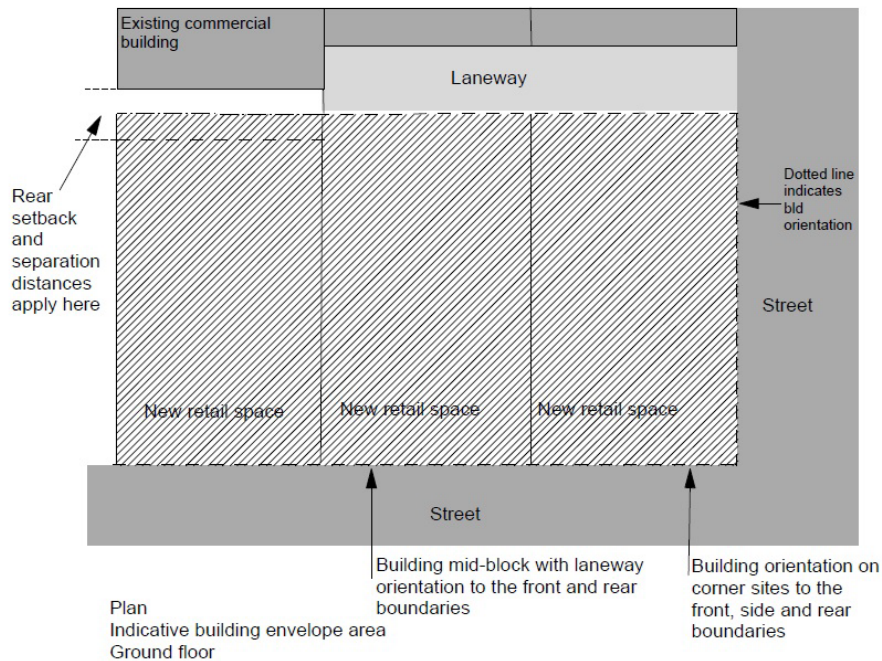 Existing commercial
building
Laneway
Rear
setback
and
separation
distances
apply here
Dotted line
indicates
bld
orientation
Street
New retail space
New retail space
New retail space
Street
Building mid-block with laneway
orientation to the front and rear
boundaries
Building orientation on
corner sites to the
front, side and rear
boundaries
Plan
Indicative building envelope area
Ground floor